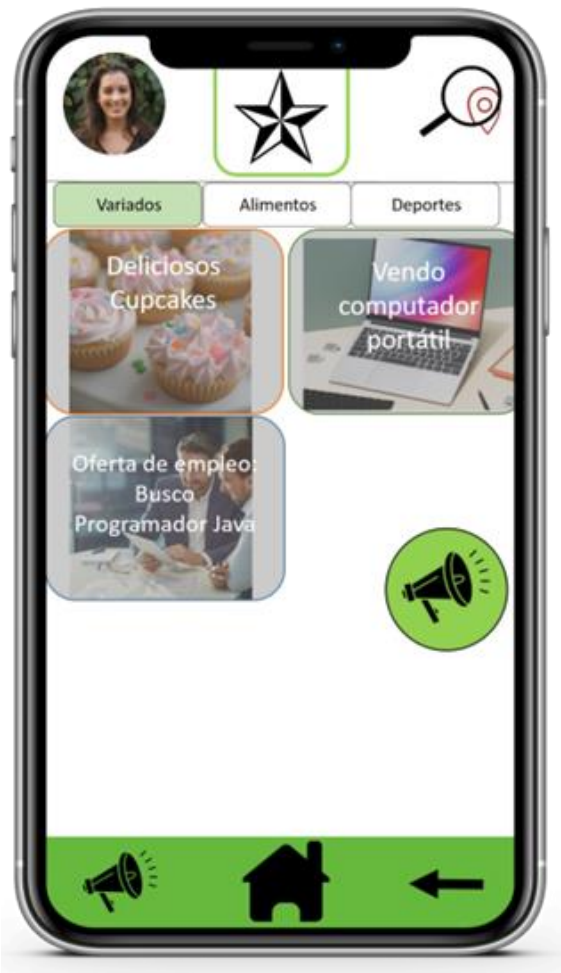 Variados
Alimentos
Deportes
Deliciosos
Cupcakes
Vendo
computador
portátil
Oferta de empleo:
Busco
Programador Java